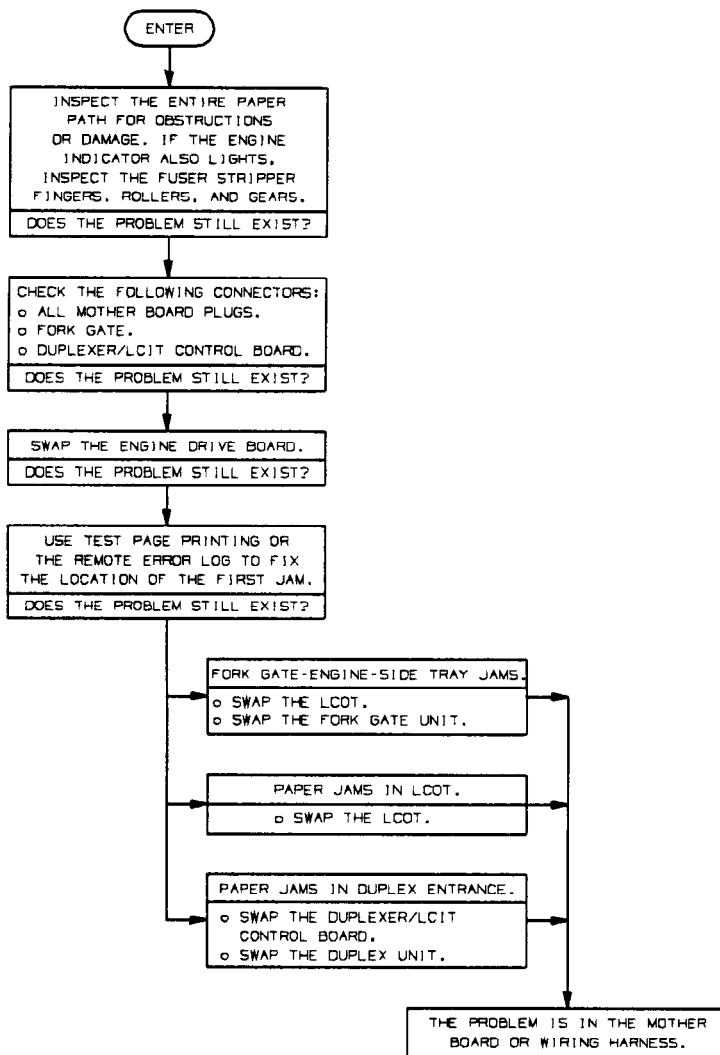 ENTER
INSPECT THE ENTIRE PAPER
PATH FOR OBSTRUCTIONS
OR DAMAGE. IF THE ENGINE
INDICATOR ALSO LIGHTS,
INSPECT THE FUSER STRIPPER
FINGERS, ROLLERS, AND GEARS.
DOES THE PROBLEM STILL EXIST?
CHECK THE FOLLOWING CONNECTORS:
o ALL MOTHER BOARD PLUGS.
o FORK GATE.
o DUPLEXER/LCIT CONTROL BOARD.
DOES THE PROBLEM STILL EXIST?
SWAP THE ENGINE DRIVE BOARD.
DOES THE PROBLEM STILL EXIST?
USE TEST PAGE PRINTING OR
THE REMOTE ERROR LOG TO FIX
THE LOCATION OF THE FIRST JAM.
DOES THE PROBLEM STILL EXIST?
FORK GATE-ENGINE-SIDE TRAY JAMS.
o SWAP THE LCOT.
o SWAP THE FORK GATE UNIT.
PAPER JAMS IN LCOT.
o SWAP THE LCOT.
PAPER JAMS IN DUPLEX ENTRANCE.
o SWAP THE DUPLEXER/LCIT
CONTROL BOARD.
o SWAP THE DUPLEX UNIT.
THE PROBLEM IS IN THE MOTHER
BOARD OR WIRING HARNESS.